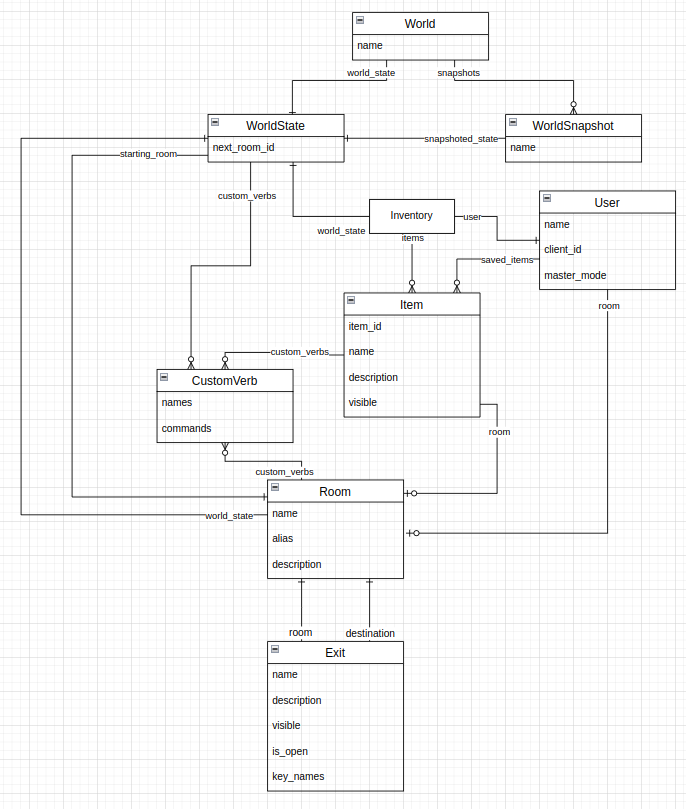 World
name
world_state
snapshots
WorldState
next_room_id
WorldSnapshot
name
snapshoted_state
starting_room
custom_verbs
Inventory
user
world_state
items
User
name
client_id
master_mode
saved_items
room
Item
item_id
name
description
visible
custom_verbs
CustomVerb
names
commands
room
custom_verbs
Room
name
alias
description
world_state
room
destination
Exit
name
description
visible
is_open
key_names